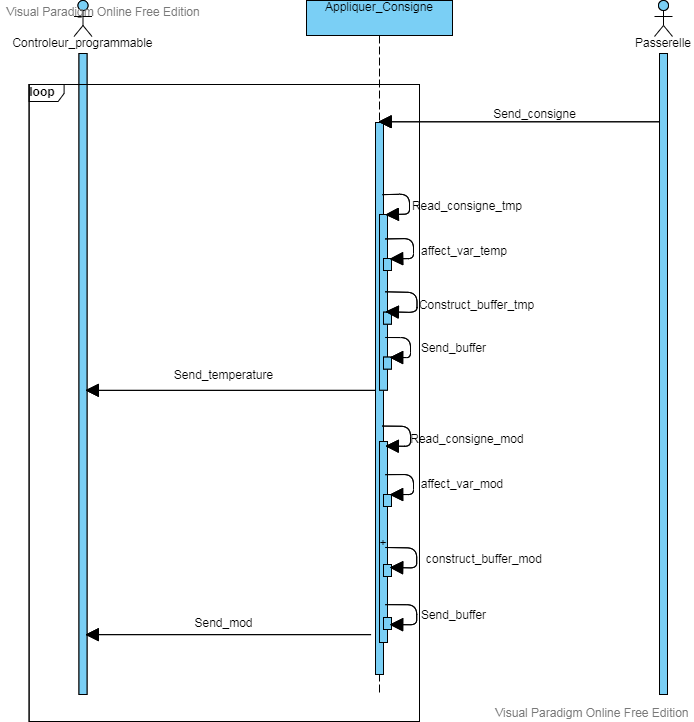 Visual Paradigm Online Free Edition
Appliquer_Consigne
Controleur_programmable
Passerelle
loop
Send_consigne
Read_consigne_tmp
affect_var_temp
Construct_buffer_tmp
Send_buffer
Send_temperature
Read_consigne_mod
affect_var_mod
+
construct_buffer_mod
Send_buffer
Send_mod
Visual Paradigm Online Free Edition